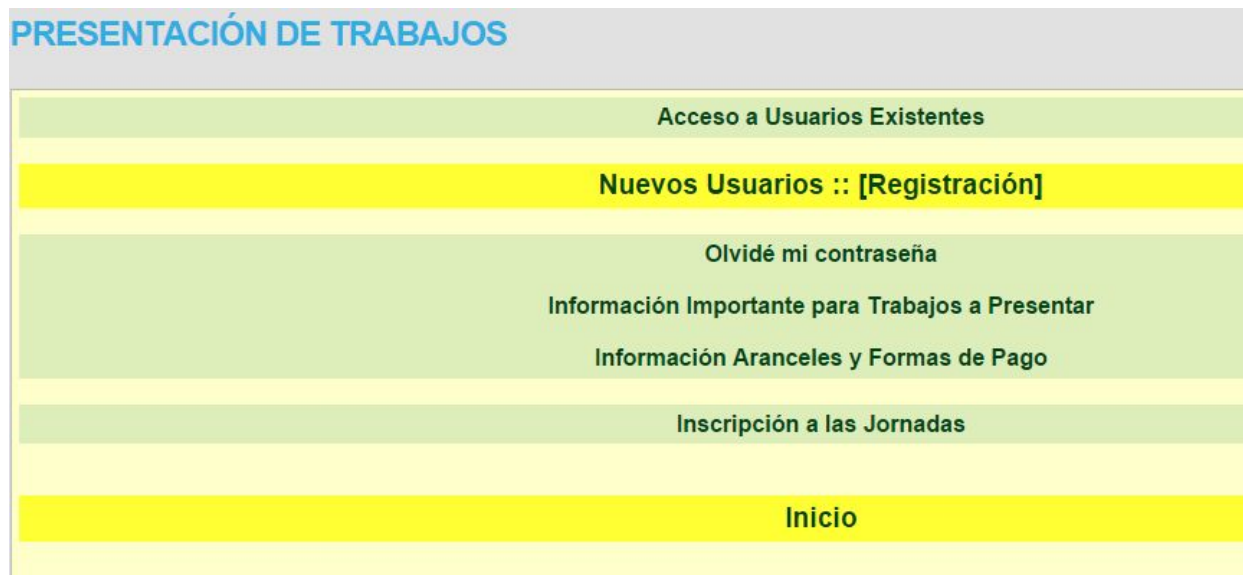 PRESENTACIÓN DE TRABAJOS
Acceso a Usuarios Existentes
Nuevos Usuarios :: [Registración]
Olvidé mi contraseña
Información Importante para Trabajos a Presentar
Información Aranceles y Formas de Pago
Inscripción a las Jornadas
Inicio